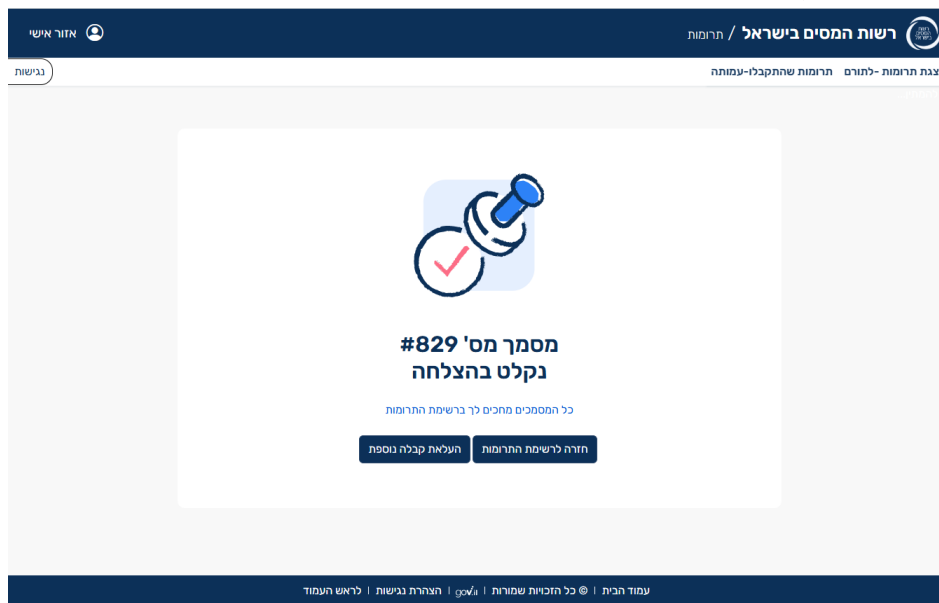 רשות המסים בישראל / תרומות
אזור אישי
צגת תרומות -לתורם
תרומות שהתקבלו-עמותה
נגישות
מסמך מס' 829#
נקלט בהצלחה
כל המסמכים מחכים לך ברשימת התרומות
חזרה לרשימת התרומות
העלאת קבלה נוספת
עמוד הבית | © כל הזכויות שמורות | gov.il | הצהרת נגישות | לראש העמוד